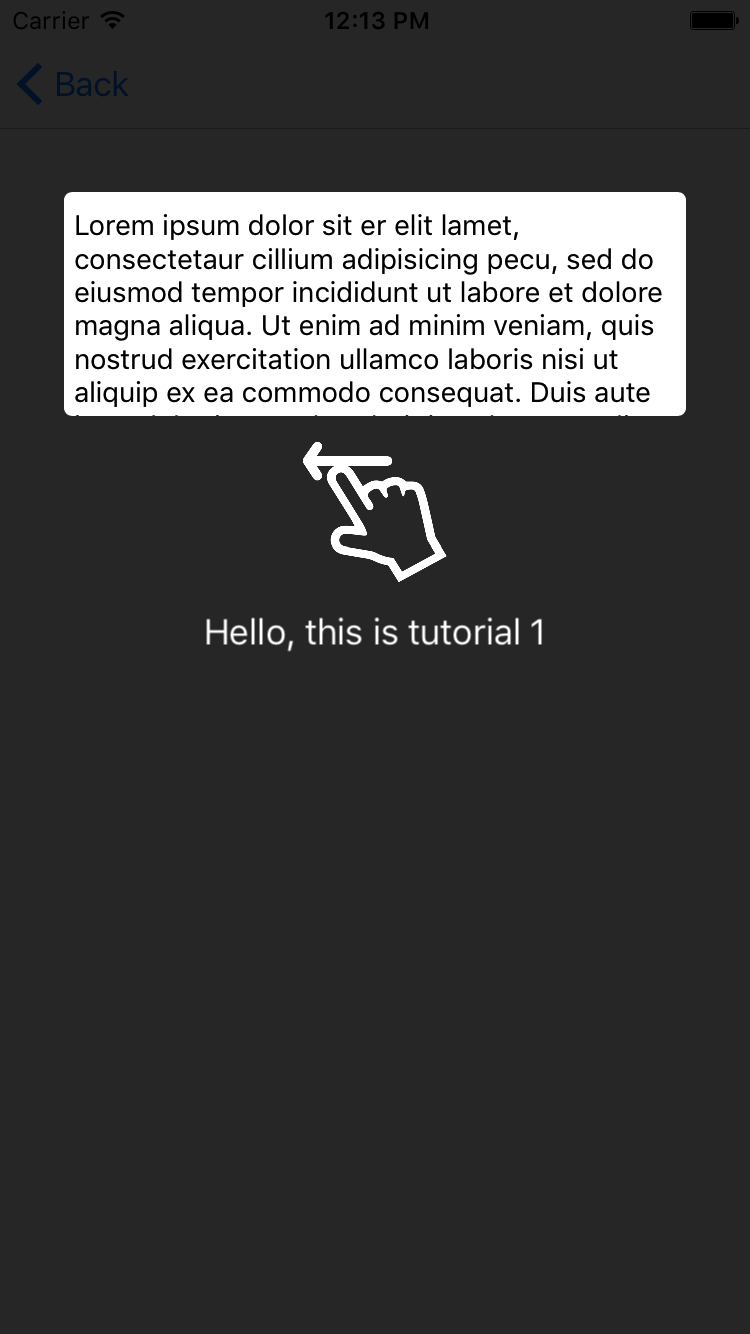 Carrier
12:13 PM
Back
Lorem ipsum dolor sit er elit lamet,
consectetaur cillium adipisicing pecu, sed do
eiusmod tempor incididunt ut labore et dolore
magna aliqua. Ut enim ad minim veniam, quis
nostrud exercitation ullamco laboris nisi ut
aliquip ex ea commodo consequat. Duis aute
Hello, this is tutorial 1